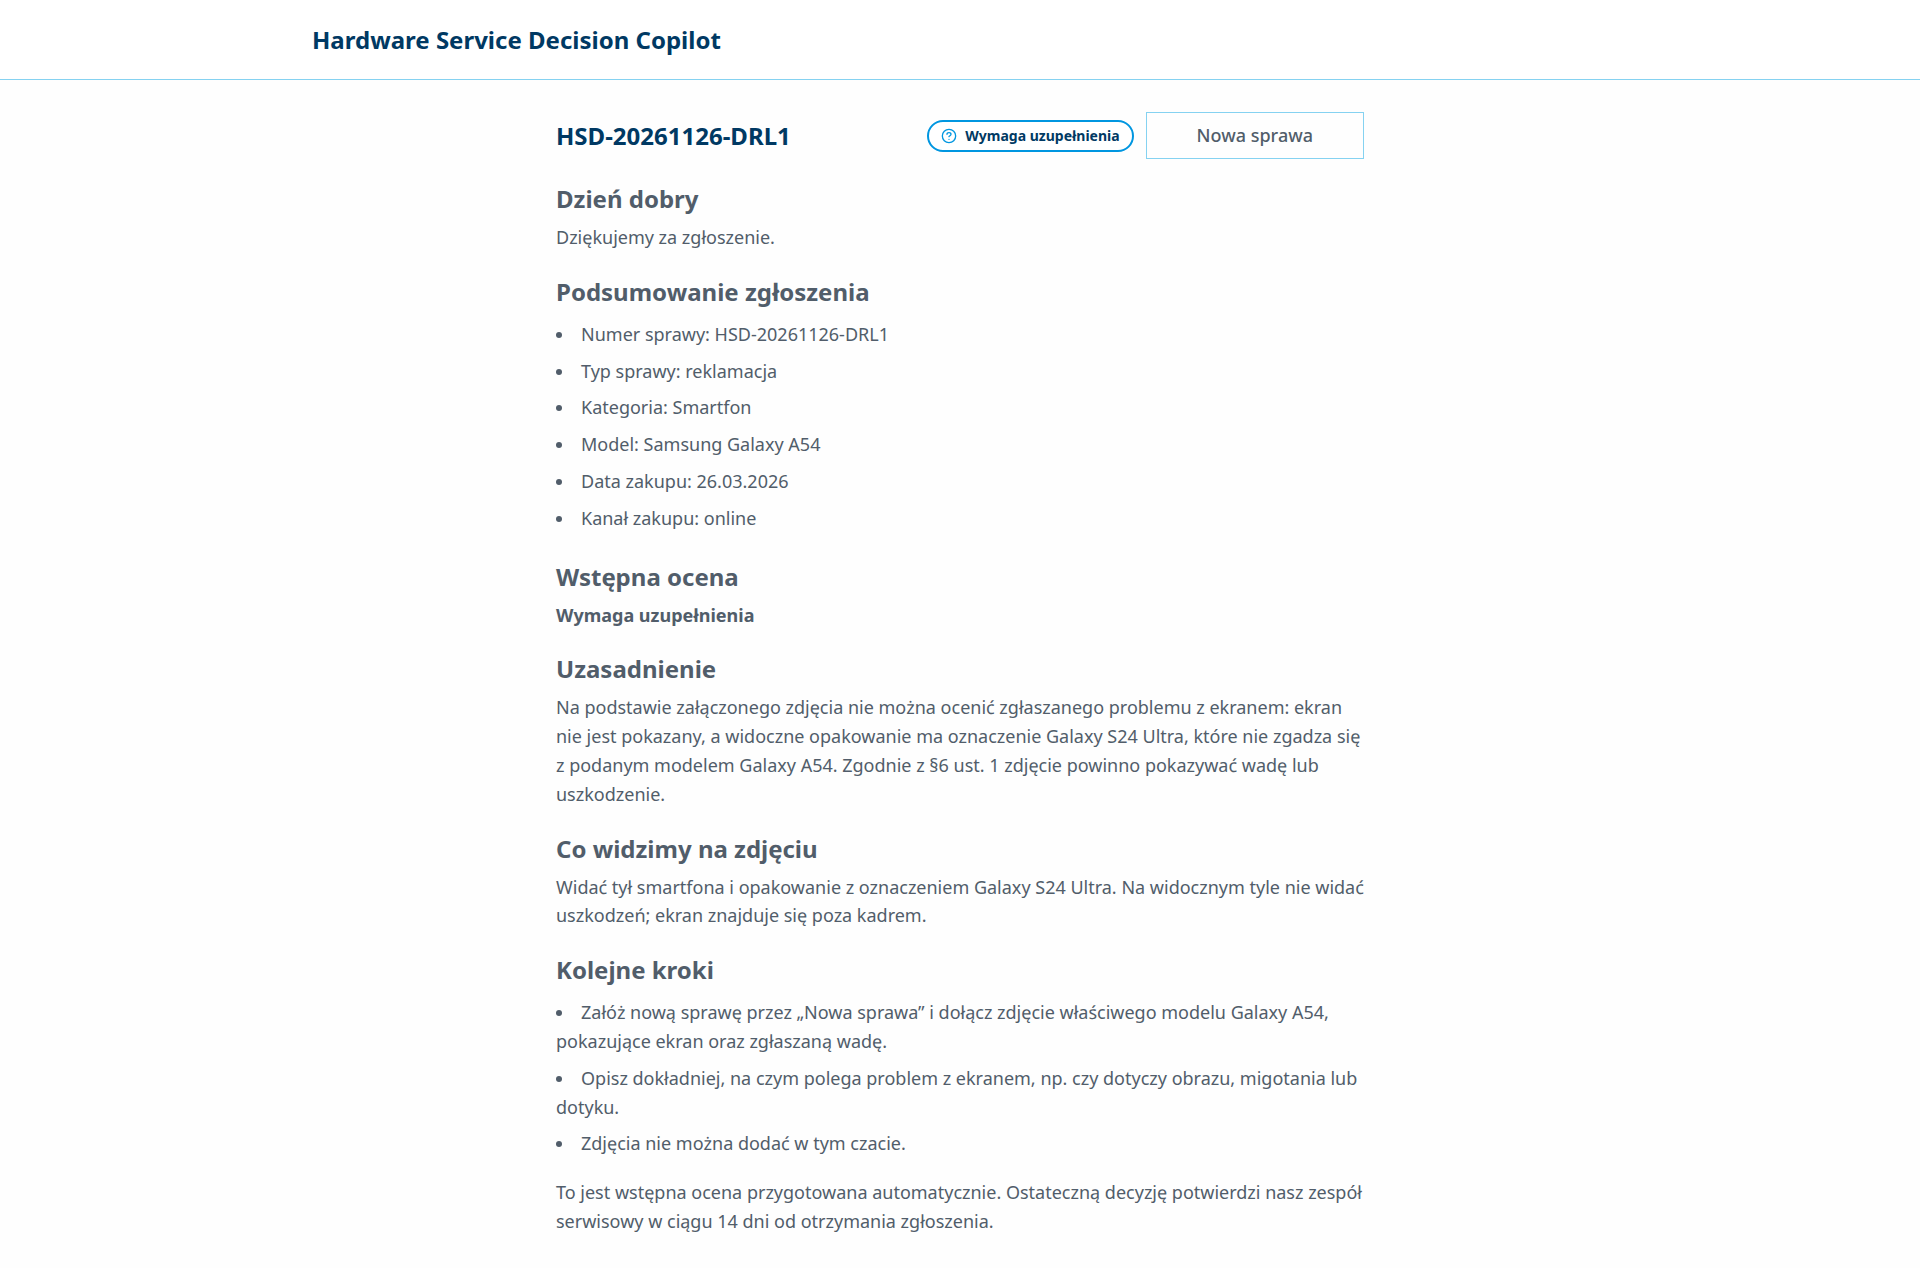 Hardware Service Decision Copilot
HSD-20261126-DRL1
Wymaga uzupełnienia
Nowa sprawa
Dzień dobry
Dziękujemy za zgłoszenie.
Podsumowanie zgłoszenia
• Numer sprawy: HSD-20261126-DRL1
• Typ sprawy: reklamacja
• Kategoria: Smartfon
• Model: Samsung Galaxy A54
• Data zakupu: 26.03.2026
• Kanał zakupu: online
Wstępna ocena
Wymaga uzupełnienia
Uzasadnienie
Na podstawie załączonego zdjęcia nie można ocenić zgłaszanego problemu z ekranem: ekran
nie jest pokazany, a widoczne opakowanie ma oznaczenie Galaxy S24 Ultra, które nie zgadza się
z podanym modelem Galaxy A54. Zgodnie z §6 ust. 1 zdjęcie powinno pokazywać wadę lub
uszkodzenie.
Co widzimy na zdjęciu
Widać tył smartfona i opakowanie z oznaczeniem Galaxy S24 Ultra. Na widocznym tyle nie widać
uszkodzeń; ekran znajduje się poza kadrem.
Kolejne kroki
• Załóż nową sprawę przez „Nowa sprawa” i dołącz zdjęcie właściwego modelu Galaxy A54,
pokazujące ekran oraz zgłaszaną wadę.
• Opisz dokładniej, na czym polega problem z ekranem, np. czy dotyczy obrazu, migotania lub
dotyku.
• Zdjęcia nie można dodać w tym czacie.
To jest wstępna ocena przygotowana automatycznie. Ostateczną decyzję potwierdzi nasz zespół
serwisowy w ciągu 14 dni od otrzymania zgłoszenia.